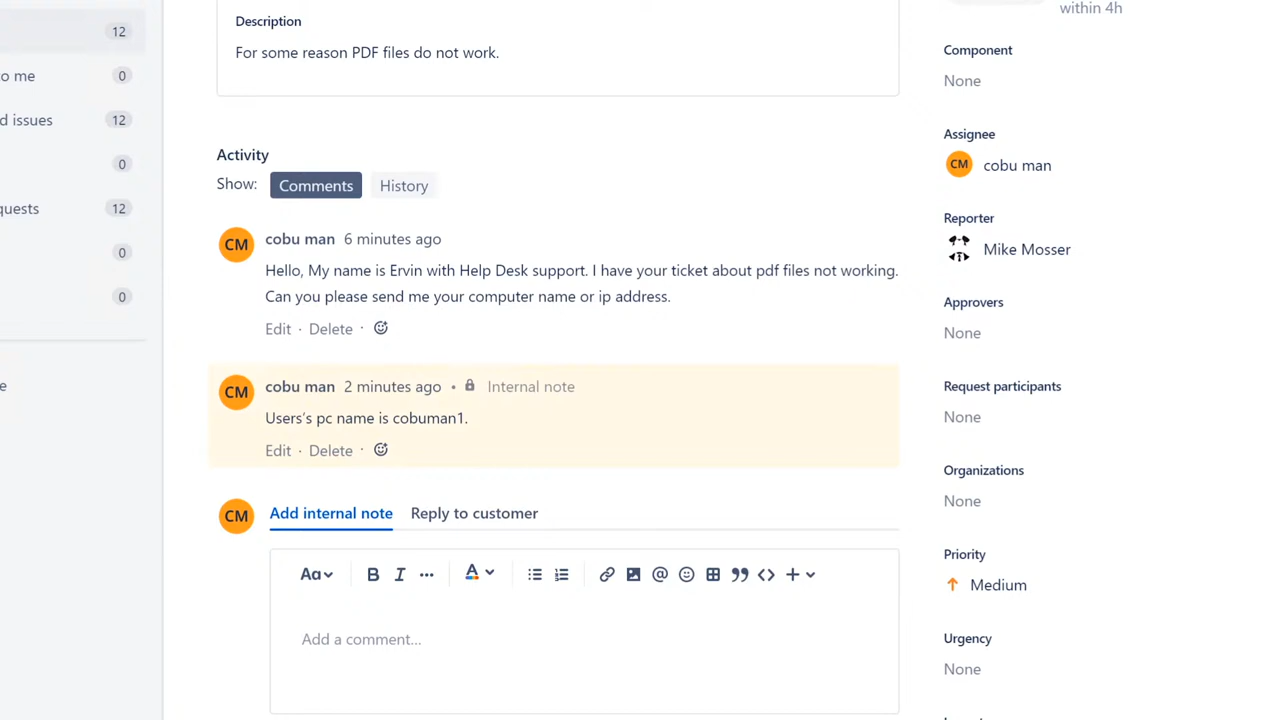 within 4h
12
Description
For some reason PDF files do not work.
Component
None
o me
0
d issues
12
Assignee
CM
cobu man
Activity
Show:
Comments
History
0
quests
12
Reporter
Mike Mosser
CM
cobu man 6 minutes ago
Hello, My name is Ervin with Help Desk support. I have your ticket about pdf files not working.
Can you please send me your computer name or ip address.
Edit · Delete ·
0
0
Approvers
None
CM
cobu man 2 minutes ago • Internal note
Users's pc name is cobuman1.
Edit · Delete ·
e
Request participants
None
Organizations
None
CM
Add internal note
Reply to customer
Aa
B
I
•••
A
@
Add a comment…
Priority
Medium
Urgency
None